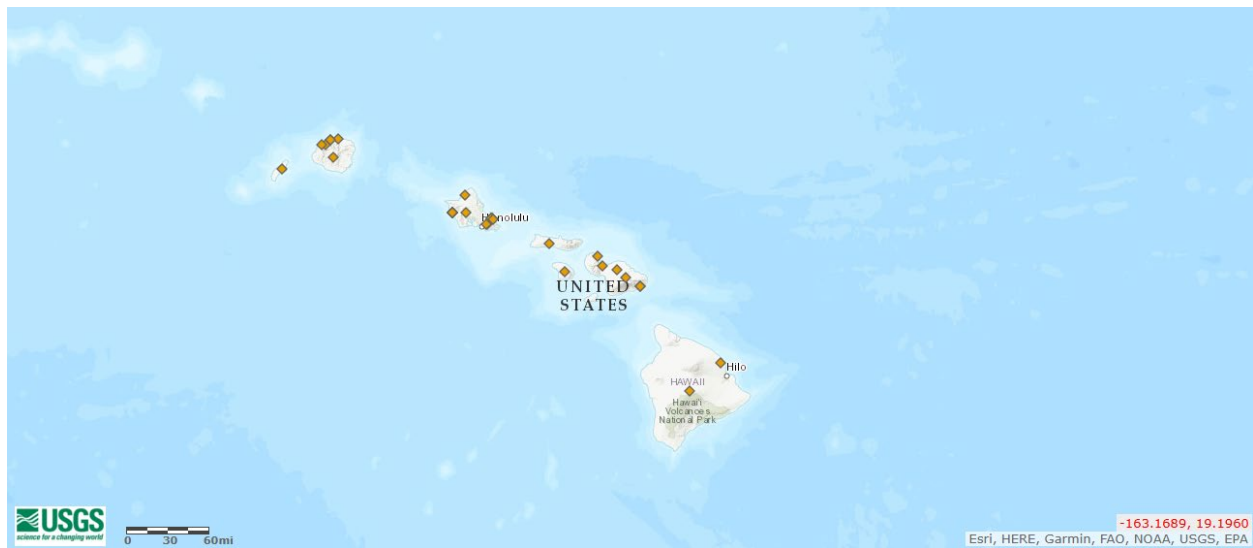 Honolulu
UNITED
STATES
Hilo
HAWAII
Hawai'i
Volcanoes
National Park
USGS
science for a changing world
0 30 60mi
-163.1689, 19.1960
Esri, HERE, Garmin, FAO, NOAA, USGS, EPA